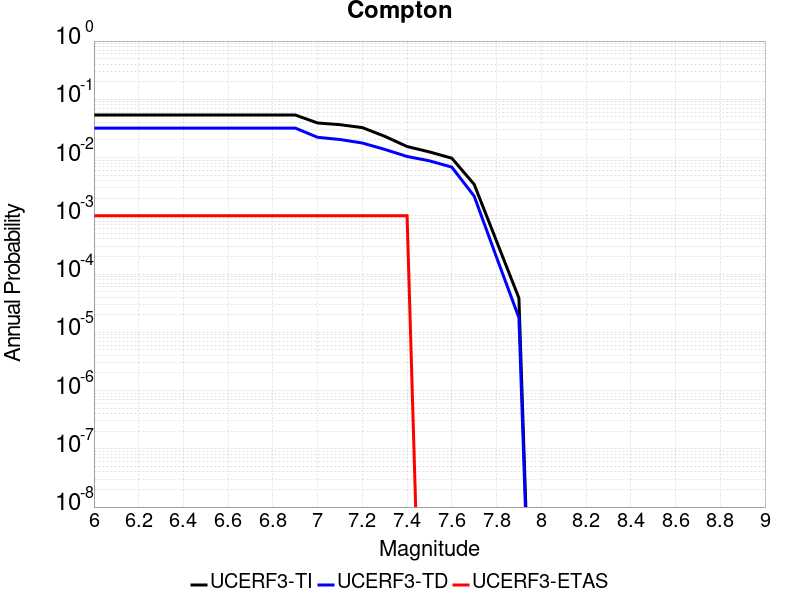 Compton
Annual Probability
10^0
10^-1
10^-2
10^-3
10^-4
10^-5
10^-6
10^-7
10^-8
6 6.2 6.4 6.6 6.8 7 7.2 7.4 7.6 7.8 8 8.2 8.4 8.6 8.8 9
Magnitude
UCERF3-TI UCERF3-TD UCERF3-ETAS